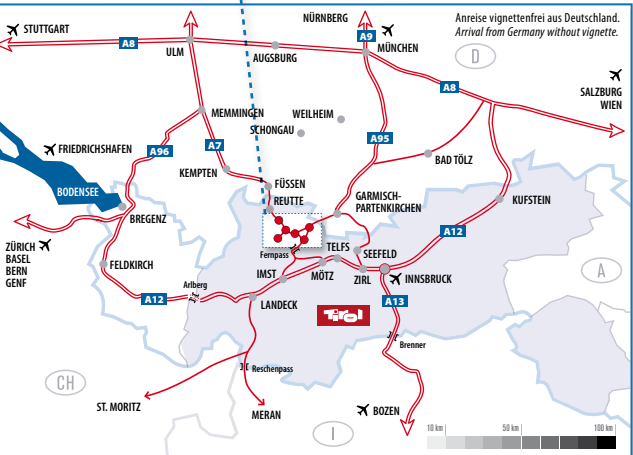 NÜRNBERG
Anreise vignettenfrei aus Deutschland.
Arrival from Germany without vignette.
STUTTGART
A8
ULM
AUGSBURG
A9
MÜNCHEN
D
A8
SALZBURG
WIEN
MEMMINGEN
WEILHEIM
SCHONGAU
A95
FRIEDRICHSHAFEN
A96
A7
KEMPTEN
BAD TÖLZ
BODENSEE
FÜSSEN
REUTTE
GARMISCH-
PARTENKIRCHEN
KUFSTEIN
BREGENZ
A12
ZÜRICH
BASEL
BERN
GENF
Fernpass
TELFS
SEEFELD
FELDKIRCH
IMST
MÖTZ
ZIRL
INNSBRUCK
A
A12
Arlberg
LANDECK
Tirol
A13
Brenner
CH
Reschenpass
ST. MORITZ
MERAN
I
BOZEN
10 km
50 km
100 km